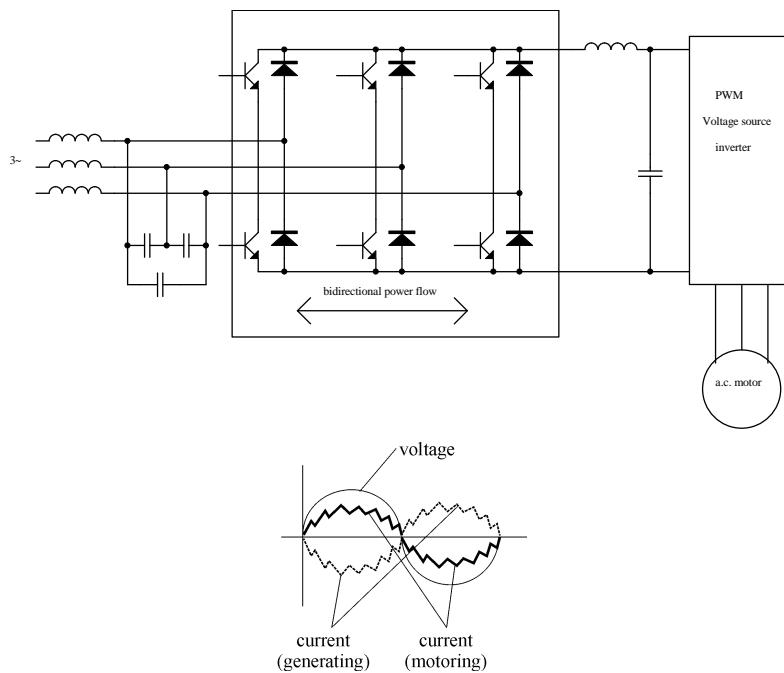 PWM
Voltage source
inverter
3~
bidirectional power flow
a.c. motor
voltage
current
(generating)
current
(motoring)